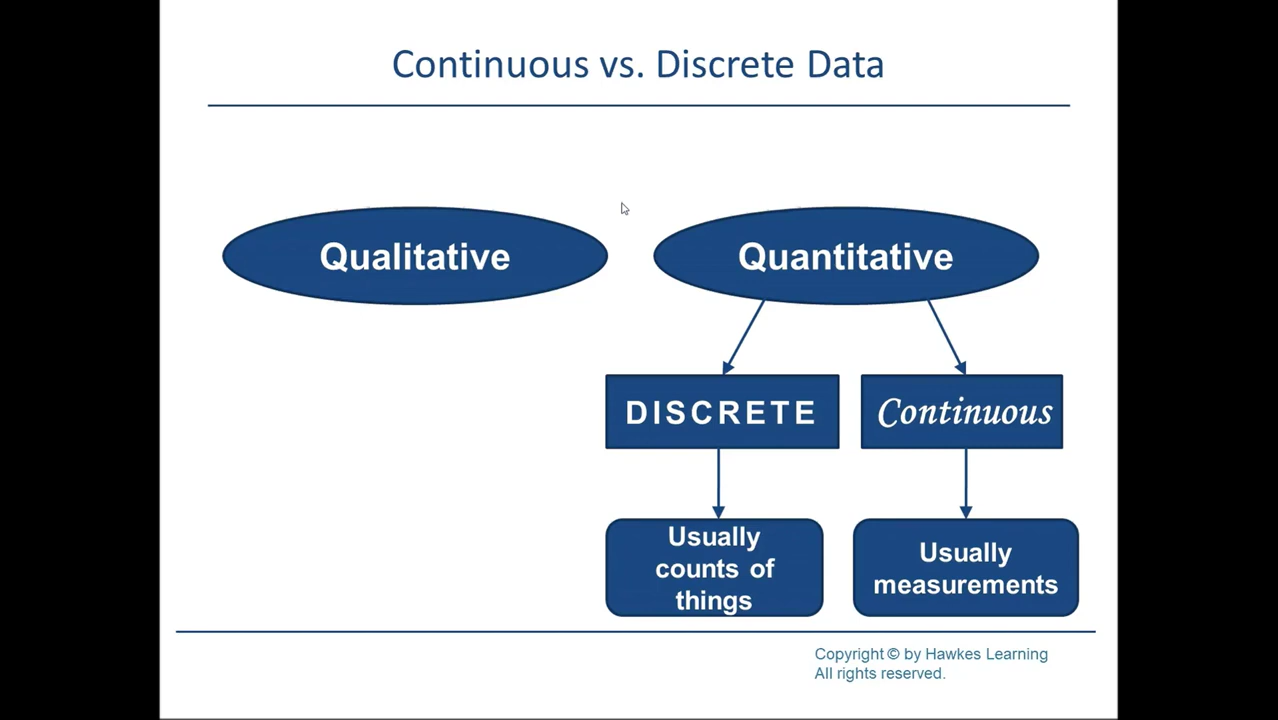 Continuous vs. Discrete Data
Qualitative
Quantitative
DISCRETE
Continuous
Usually
counts of
things
Usually
measurements
Copyright © by Hawkes Learning
All rights reserved.